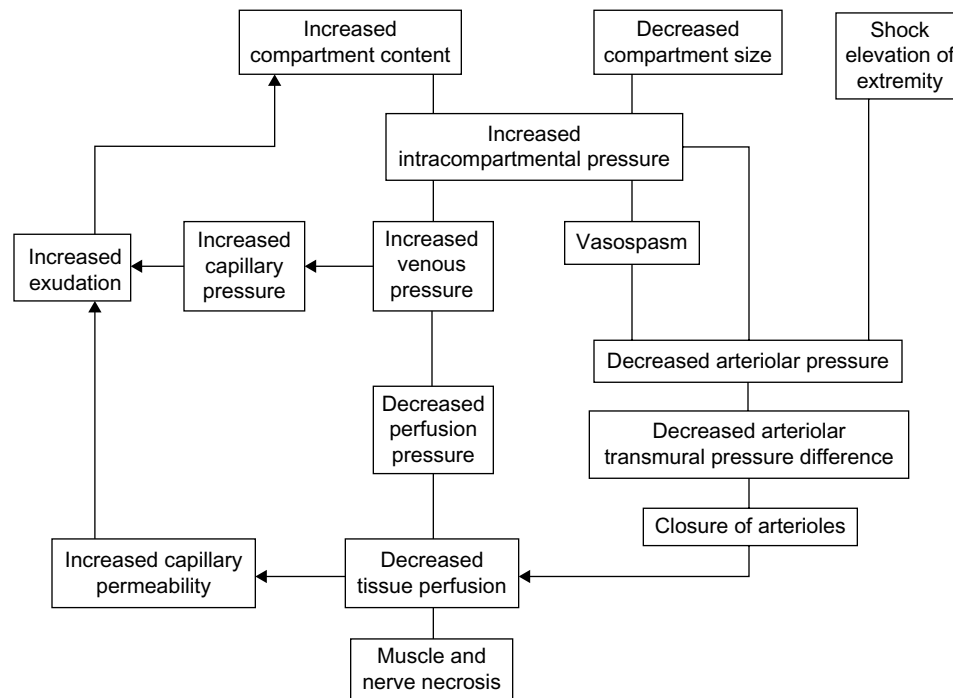 Increased
compartment content
Decreased
compartment size
Shock
elevation of
extremity
Increased
intracompartmental pressure
Vasospasm
Increased
exudation
Increased
capillary
pressure
Increased
venous
pressure
Decreased arteriolar pressure
Decreased
perfusion
pressure
Decreased arteriolar
transmural pressure difference
Closure of arterioles
Increased capillary
permeability
Decreased
tissue perfusion
Muscle and
nerve necrosis